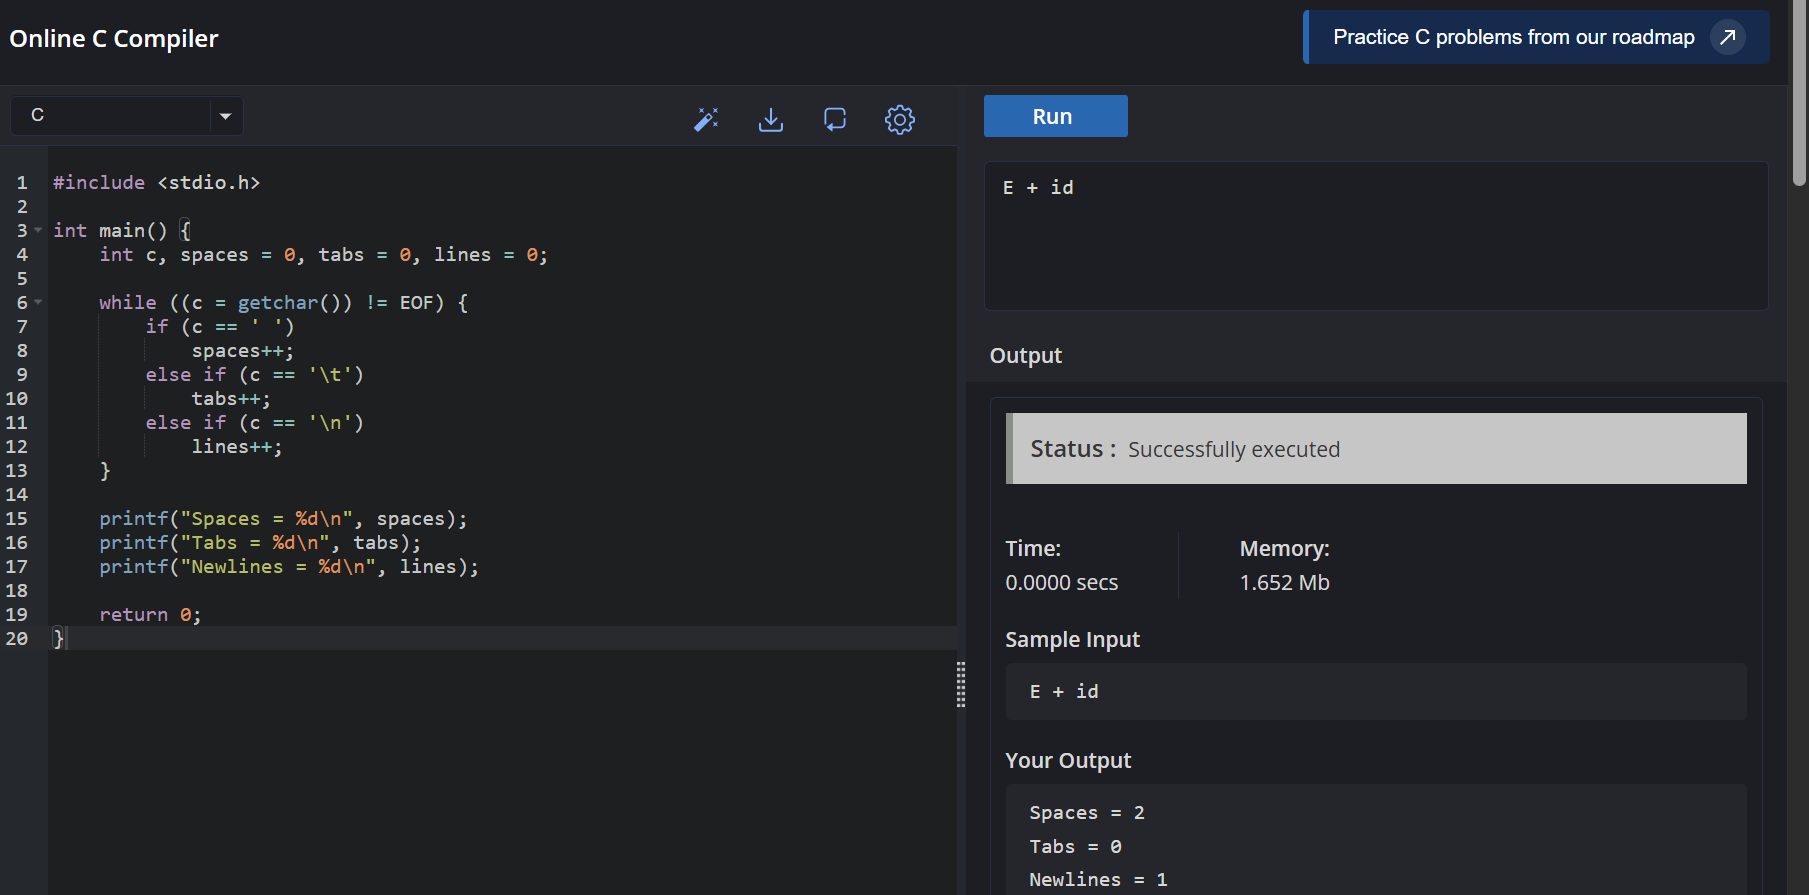 Online C Compiler
Practice C problems from our roadmap
C
Run
1 #include <stdio.h>
2
3 int main() {
4     int c, spaces = 0, tabs = 0, lines = 0;
5
6     while ((c = getchar()) != EOF) {
7         if (c == ' ')
8             spaces++;
9         else if (c == '\t')
10             tabs++;
11         else if (c == '\n')
12             lines++;
13     }
14
15     printf("Spaces = %d\n", spaces);
16     printf("Tabs = %d\n", tabs);
17     printf("Newlines = %d\n", lines);
18
19     return 0;
20 }
E + id
Output
Status : Successfully executed
Time:
0.0000 secs
Memory:
1.652 Mb
Sample Input
E + id
Your Output
Spaces = 2
Tabs = 0
Newlines = 1